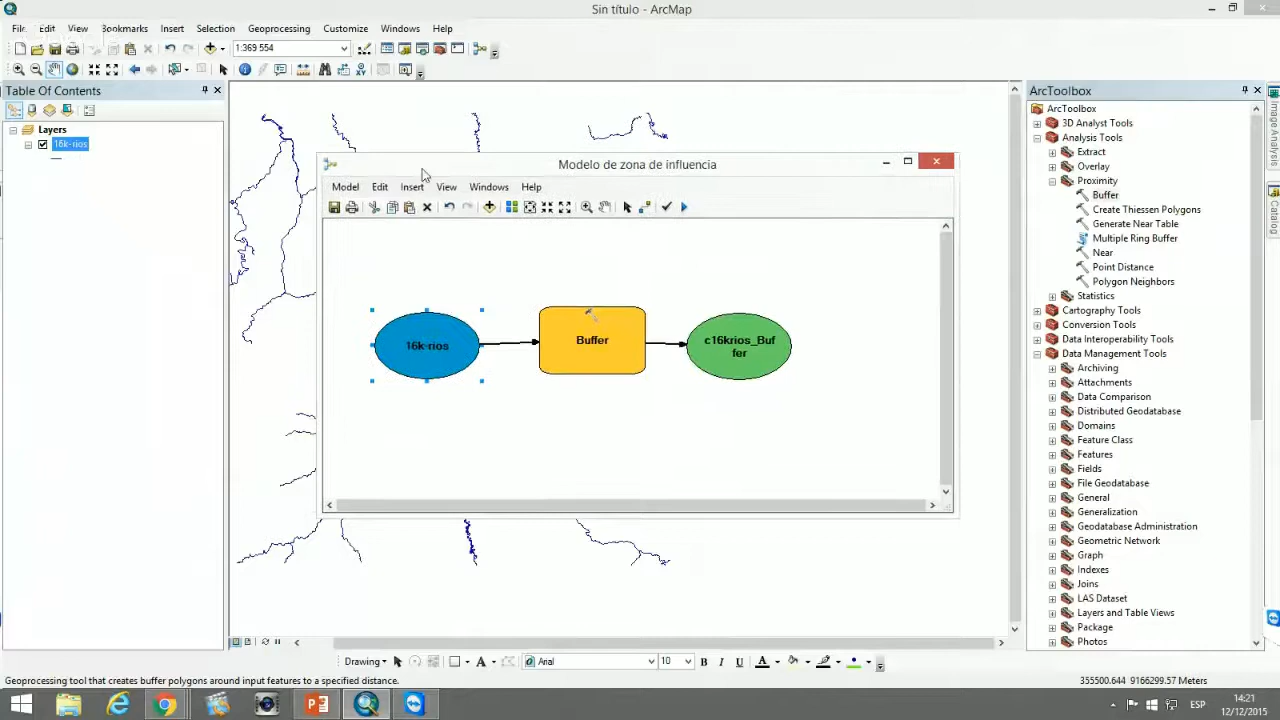 Sin título - ArcMap
File Edit View Bookmarks Insert Selection Geoprocessing Customize Windows Help
1:369 554
Table Of Contents
Layers
16k-rios
Modelo de zona de influencia
Model Edit Insert View Windows Help
16k-rios
Buffer
c16krios_Buf
fer
ArcToolbox
ArcToolbox
3D Analyst Tools
Analysis Tools
Extract
Overlay
Proximity
Buffer
Create Thiessen Polygons
Generate Near Table
Multiple Ring Buffer
Near
Point Distance
Polygon Neighbors
Statistics
Cartography Tools
Conversion Tools
Data Interoperability Tools
Data Management Tools
Archiving
Attachments
Data Comparison
Distributed Geodatabase
Domains
Feature Class
Features
Fields
File Geodatabase
General
Generalization
Geodatabase Administration
Geometric Network
Graph
Indexes
Joins
LAS Dataset
Layers and Table Views
Package
Photos
Image Analysis
Catalog
Drawing
Arial
10
B I U A
Geoprocessing tool that creates buffer polygons around input features to a specified distance.
355500.644 9166299.57 Meters
ESP
14:21
12/12/2015